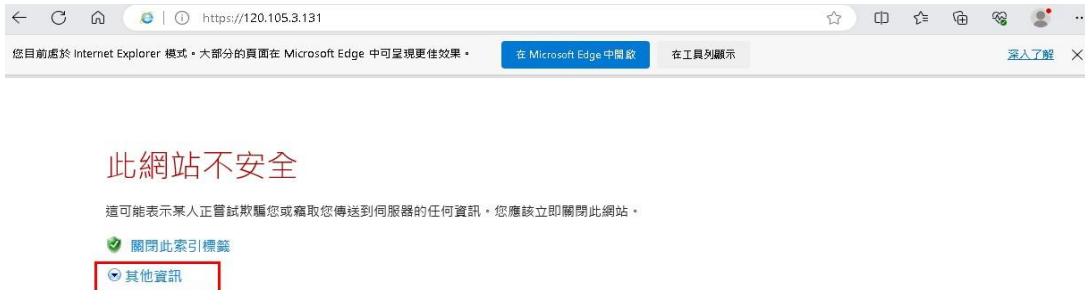 https://120.105.3.131
您目前處於 Internet Explorer 模式。大部分的頁面在 Microsoft Edge 中可呈現更佳效果。 在 Microsoft Edge 中開啟 在工具列顯示 深入了解
此網站不安全
這可能表示某人正嘗試欺騙您或竊取您傳送到伺服器的任何資訊。您應該立即關閉此網站。
關閉此索引標籤
其他資訊